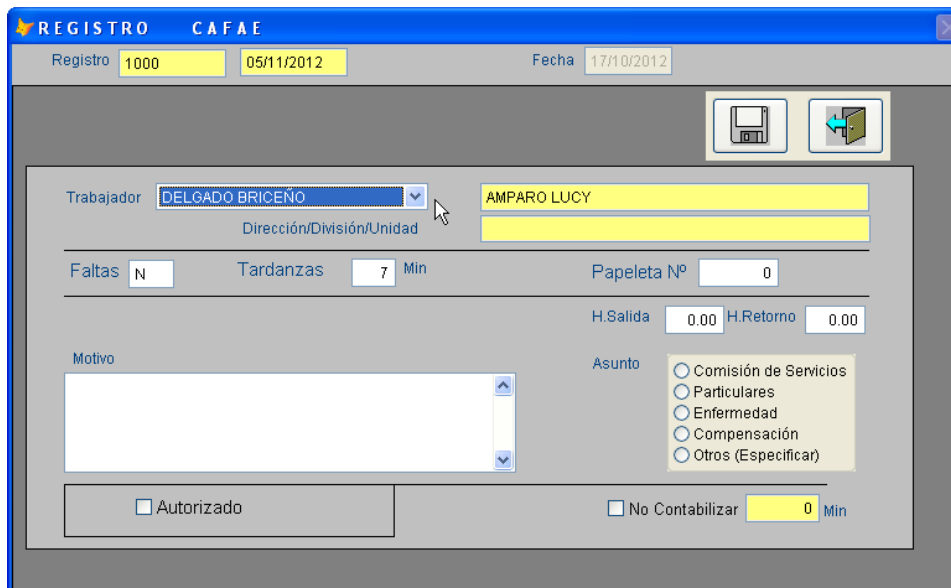 REGISTRO CAFAE
Registro 1000 05/11/2012 Fecha 17/10/2012
Trabajador DELGADO BRICEÑO AMPARO LUCY
Dirección/División/Unidad
Faltas N Tardanzas 7 Min Papeleta Nº 0
H.Salida 0.00 H.Retorno 0.00
Motivo Asunto
Comisión de Servicios
Particulares
Enfermedad
Compensación
Otros (Especificar)
Autorizado No Contabilizar 0 Min